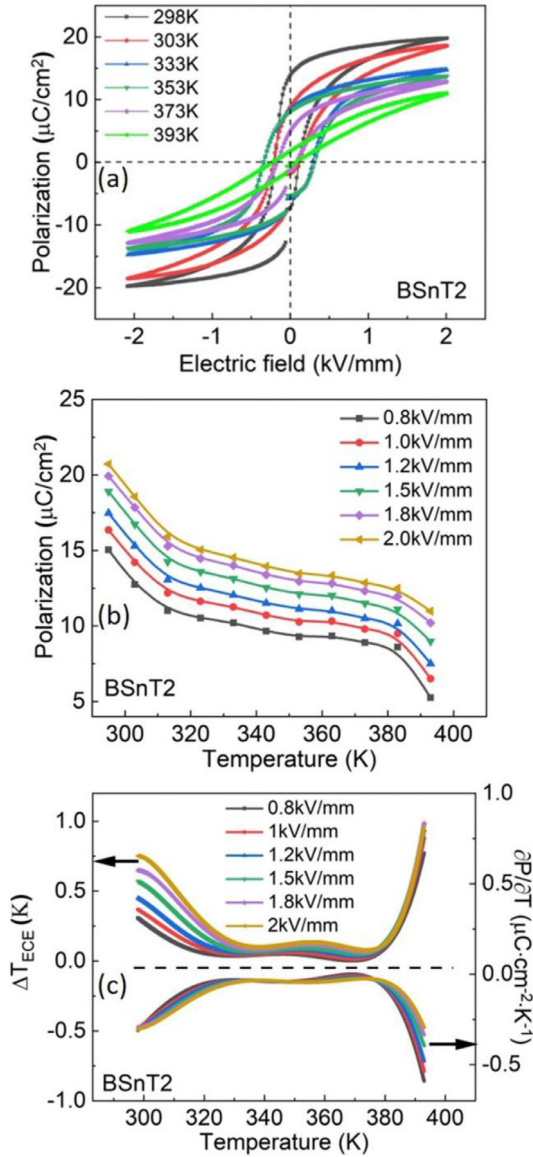 20
10
0
-10
-20
Polarization (μC/cm²)
298K
303K
333K
353K
373K
393K
(a)
BSnT2
-2 -1 0 1 2
Electric field (kV/mm)
25
20
15
10
5
Polarization (μC/cm²)
0.8kV/mm
1.0kV/mm
1.2kV/mm
1.5kV/mm
1.8kV/mm
2.0kV/mm
(b)
BSnT2
300 320 340 360 380 400
Temperature (K)
1.0
0.5
0.0
-0.5
-1.0
ΔT_ECE (K)
0.8kV/mm
1kV/mm
1.2kV/mm
1.5kV/mm
1.8kV/mm
2kV/mm
(c)
BSnT2
1.0
0.5
0.0
-0.5
∂P/∂T (μC·cm⁻²·K⁻¹)
300 320 340 360 380 400
Temperature (K)